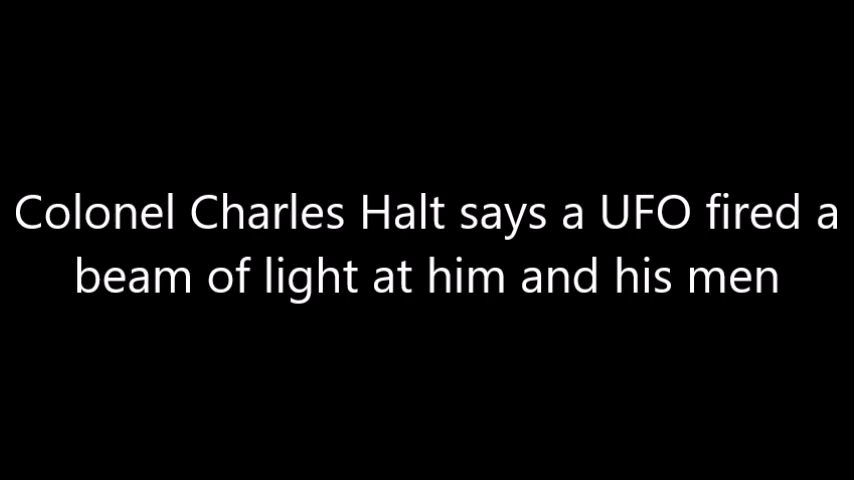 Colonel Charles Halt says a UFO fired a
beam of light at him and his men